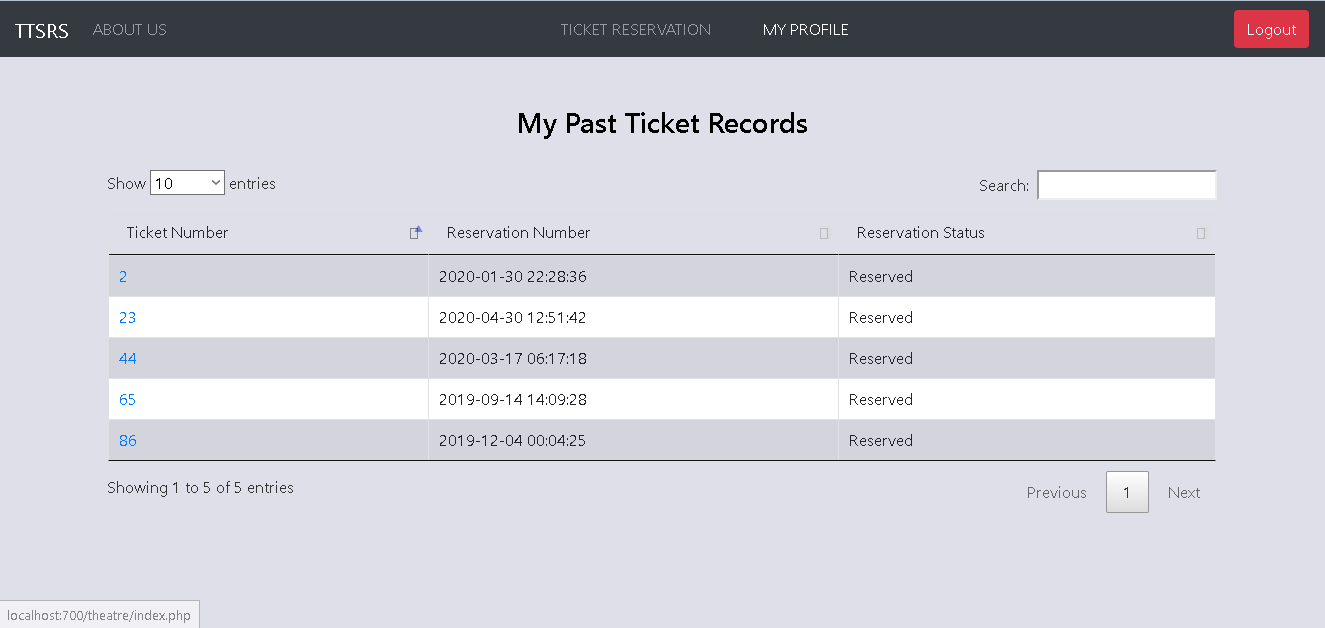 TTSRS ABOUT US TICKET RESERVATION MY PROFILE Logout
My Past Ticket Records
Show 10 entries Search:
Ticket Number Reservation Number Reservation Status
2 2020-01-30 22:28:36 Reserved
23 2020-04-30 12:51:42 Reserved
44 2020-03-17 06:17:18 Reserved
65 2019-09-14 14:09:28 Reserved
86 2019-12-04 00:04:25 Reserved
Showing 1 to 5 of 5 entries Previous 1 Next
localhost:700/theatre/index.php